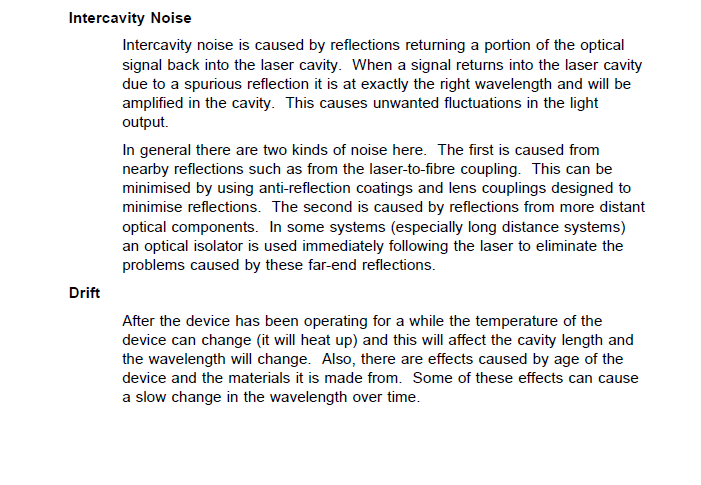 Intercavity Noise
Intercavity noise is caused by reflections returning a portion of the optical
signal back into the laser cavity.  When a signal returns into the laser cavity
due to a spurious reflection it is at exactly the right wavelength and will be
amplified in the cavity.  This causes unwanted fluctuations in the light
output.
In general there are two kinds of noise here.  The first is caused from
nearby reflections such as from the laser-to-fibre coupling.  This can be
minimised by using anti-reflection coatings and lens couplings designed to
minimise reflections.  The second is caused by reflections from more distant
optical components.  In some systems (especially long distance systems)
an optical isolator is used immediately following the laser to eliminate the
problems caused by these far-end reflections.
Drift
After the device has been operating for a while the temperature of the
device can change (it will heat up) and this will affect the cavity length and
the wavelength will change.  Also, there are effects caused by age of the
device and the materials it is made from.  Some of these effects can cause
a slow change in the wavelength over time.